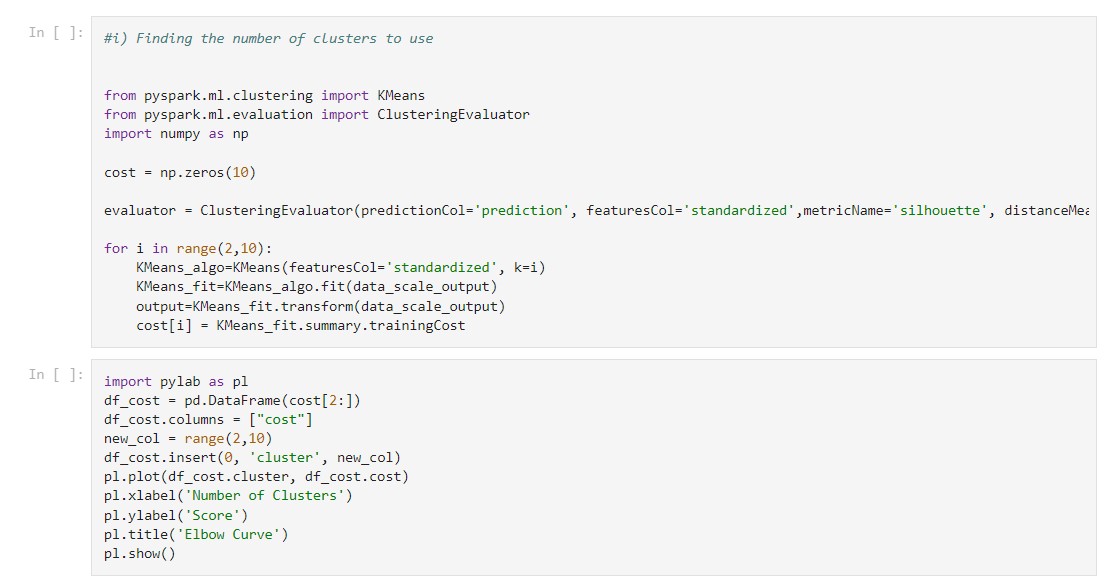 In [ ]:
#i) Finding the number of clusters to use
from pyspark.ml.clustering import KMeans
from pyspark.ml.evaluation import ClusteringEvaluator
import numpy as np
cost = np.zeros(10)
evaluator = ClusteringEvaluator(predictionCol='prediction', featuresCol='standardized',metricName='silhouette', distanceMea
for i in range(2,10):
    KMeans_algo=KMeans(featuresCol='standardized', k=i)
    KMeans_fit=KMeans_algo.fit(data_scale_output)
    output=KMeans_fit.transform(data_scale_output)
    cost[i] = KMeans_fit.summary.trainingCost
In [ ]:
import pylab as pl
df_cost = pd.DataFrame(cost[2:])
df_cost.columns = ["cost"]
new_col = range(2,10)
df_cost.insert(0, 'cluster', new_col)
pl.plot(df_cost.cluster, df_cost.cost)
pl.xlabel('Number of Clusters')
pl.ylabel('Score')
pl.title('Elbow Curve')
pl.show()